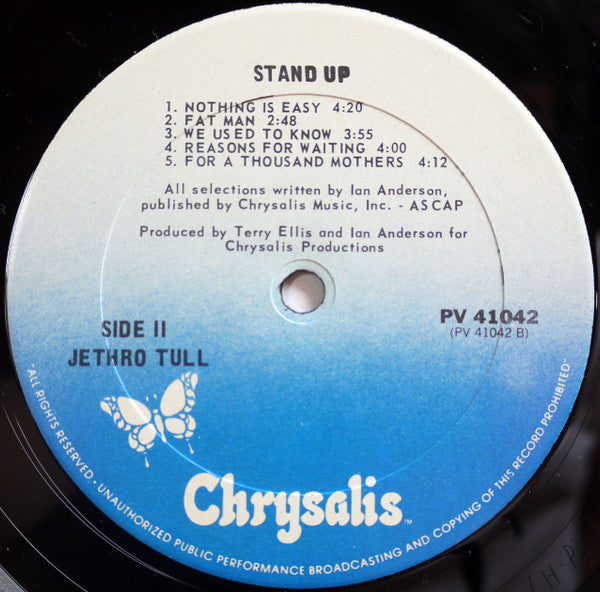 STAND UP
1. NOTHING IS EASY 4:20
2. FAT MAN 2:48
3. WE USED TO KNOW 3:55
4. REASONS FOR WAITING 4:00
5. FOR A THOUSAND MOTHERS 4:12
All selections written by Ian Anderson,
published by Chrysalis Music, Inc. - ASCAP
Produced by Terry Ellis and Ian Anderson for
Chrysalis Productions
SIDE II
JETHRO TULL
PV 41042
(PV 41042 B)
Chrysalis™
ALL RIGHTS RESERVED. UNAUTHORIZED PUBLIC PERFORMANCE BROADCASTING AND COPYING OF THIS RECORD PROHIBITED